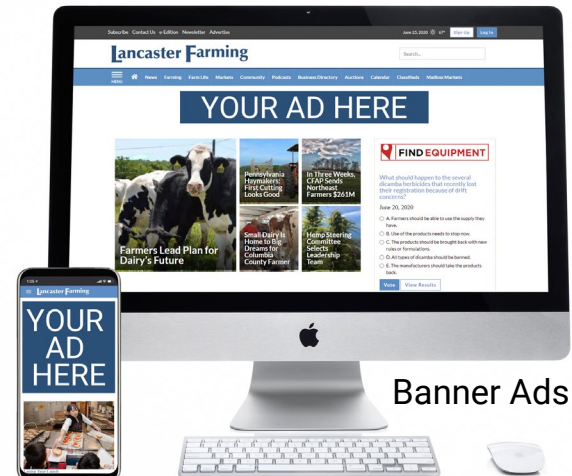 Subscribe Contact Us e-Edition Newsletter Advertise
June 25, 2020 67° Sign Up Log In
Lancaster Farming
Search...
MENU News Farming Farm Life Markets Community Podcasts Business Directory Auctions Calendar Classifieds Mailbox Markets
YOUR AD HERE
Farmers Lead Plan for
Dairy's Future
Pennsylvania
Haymakers:
First Cutting
Looks Good
In Three Weeks,
CFAP Sends
Northeast
Farmers $261M
Small Dairy Is
Home to Big
Dreams for
Columbia
County Farmer
Hemp Steering
Committee
Selects
Leadership
Team
FIND EQUIPMENT
What should happen to the several
dicamba herbicides that recently lost
their registration because of drift
concerns?
June 20, 2020
A. Farmers should be able to use the supply they
have.
B. Use of the products needs to stop now.
C. The products should be brought back with new
rules or formulations.
D. All types of dicamba should be banned.
E. The manufacturers should take the products
back.
Vote View Results
1:25
Lancaster Farming
YOUR
AD
HERE
Banner Ads